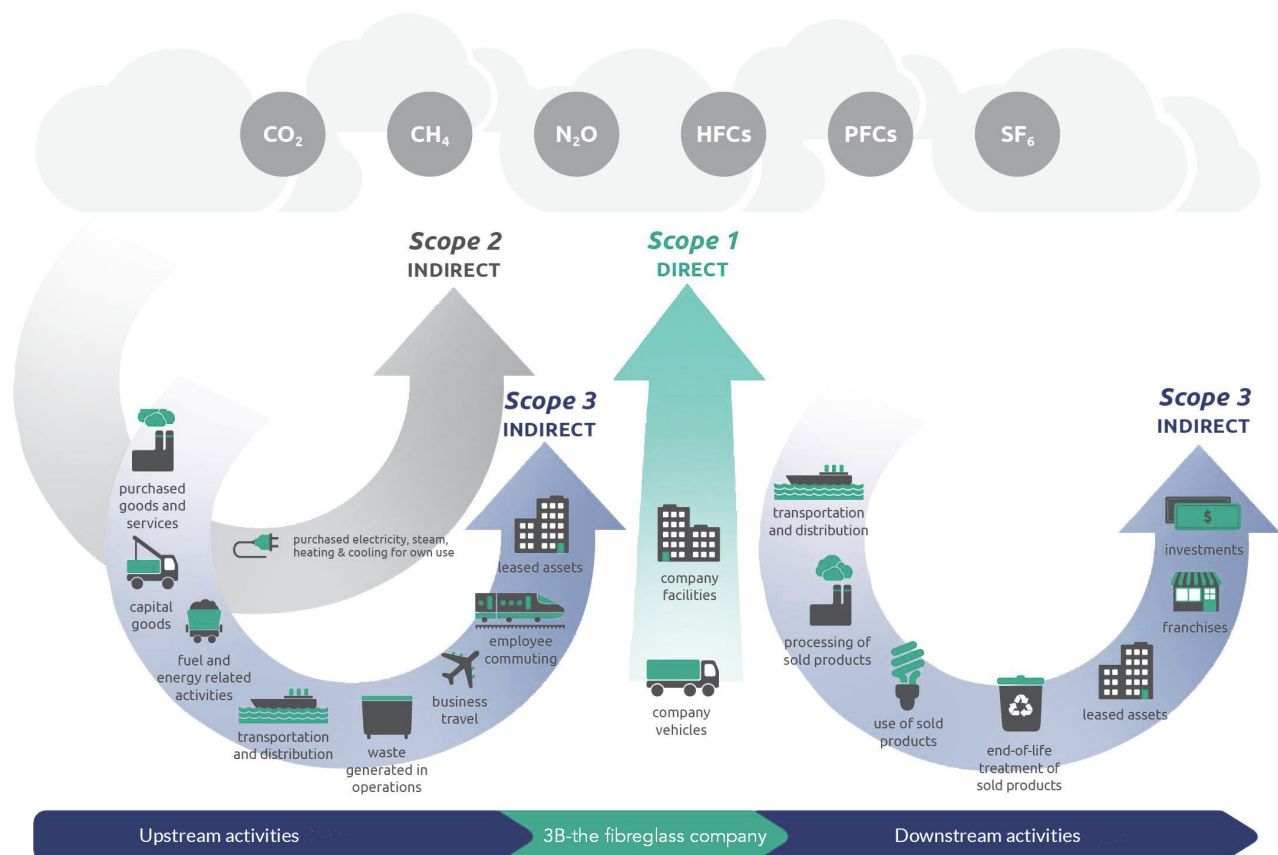 CO₂
CH₄
N₂O
HFCs
PFCs
SF₆
Scope 2
INDIRECT
Scope 1
DIRECT
Scope 3
INDIRECT
Scope 3
INDIRECT
purchased
goods and
services
capital
goods
fuel and
energy related
activities
transportation
and distribution
waste
generated in
operations
business
travel
employee
commuting
leased assets
purchased electricity, steam,
heating & cooling for own use
company
facilities
company
vehicles
transportation
and distribution
processing of
sold products
use of sold
products
end-of-life
treatment of
sold products
leased assets
franchises
$
investments
Upstream activities
3B-the fibreglass company
Downstream activities